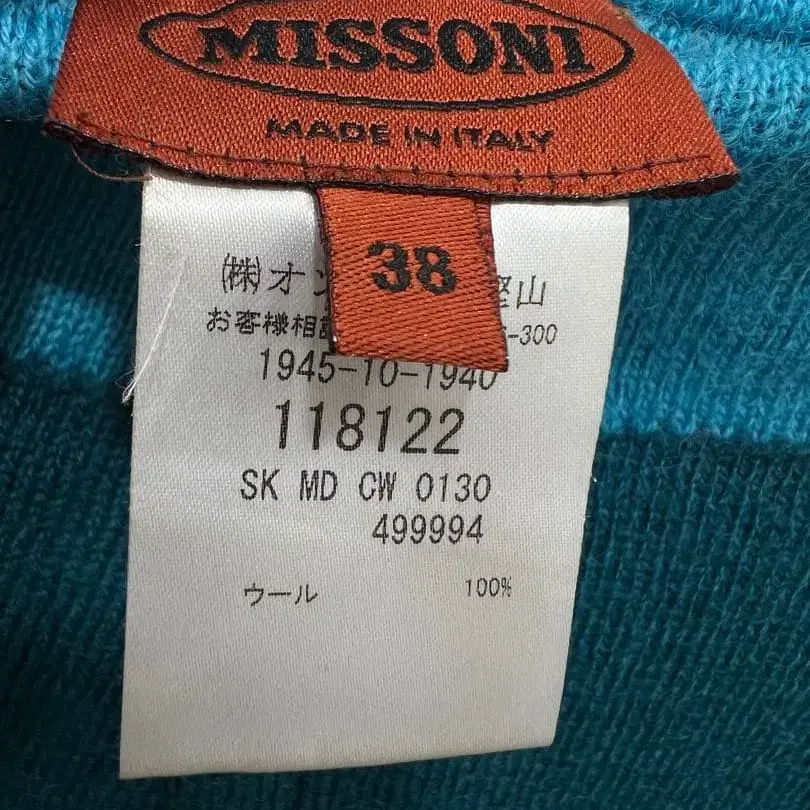 MISSONI
MADE IN ITALY
38
㈱オン 山
お客様相 -300
1945-10-1940
118122
SK MD CW 0130
499994
ウール 100%